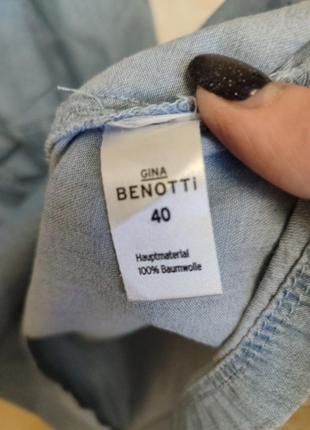 GINA
BENOTTi
40
Hauptmaterial
100% Baumwolle